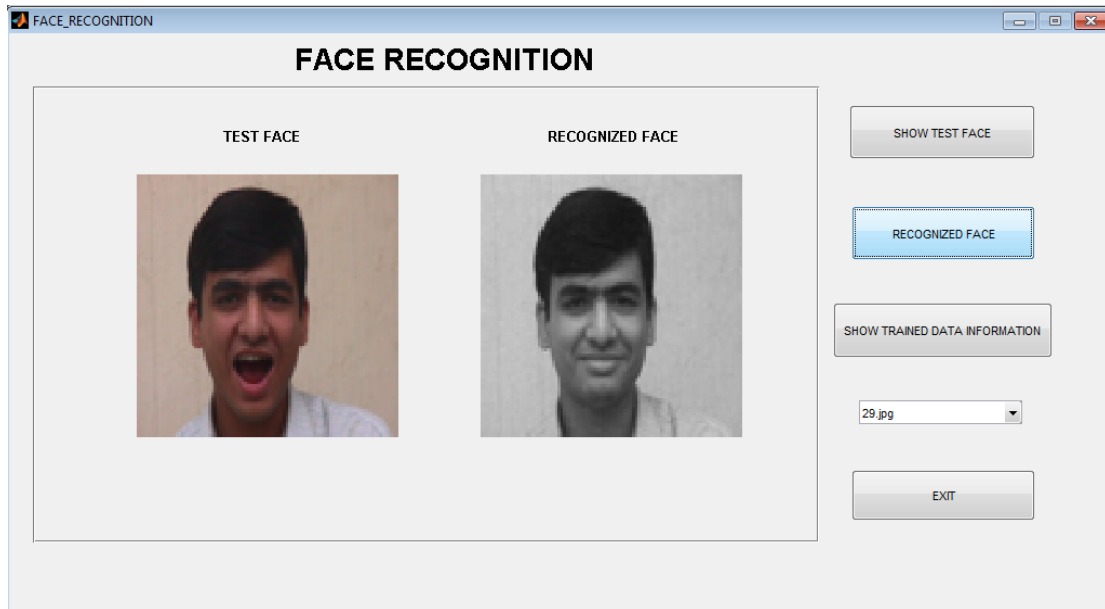 FACE_RECOGNITION
FACE RECOGNITION
TEST FACE
RECOGNIZED FACE
SHOW TEST FACE
RECOGNIZED FACE
SHOW TRAINED DATA INFORMATION
29.jpg
EXIT